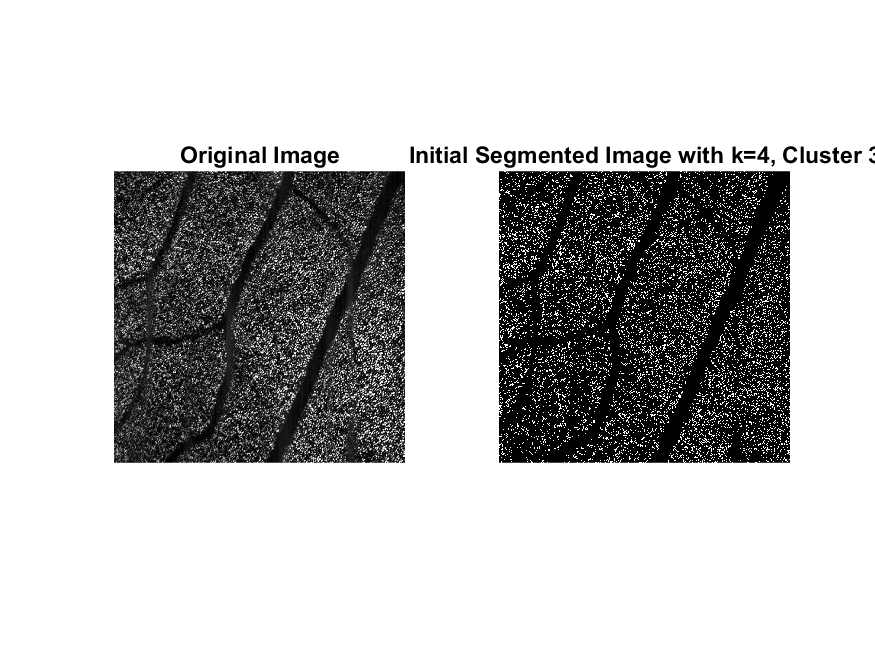 Original Image
Initial Segmented Image with k=4, Cluster 3